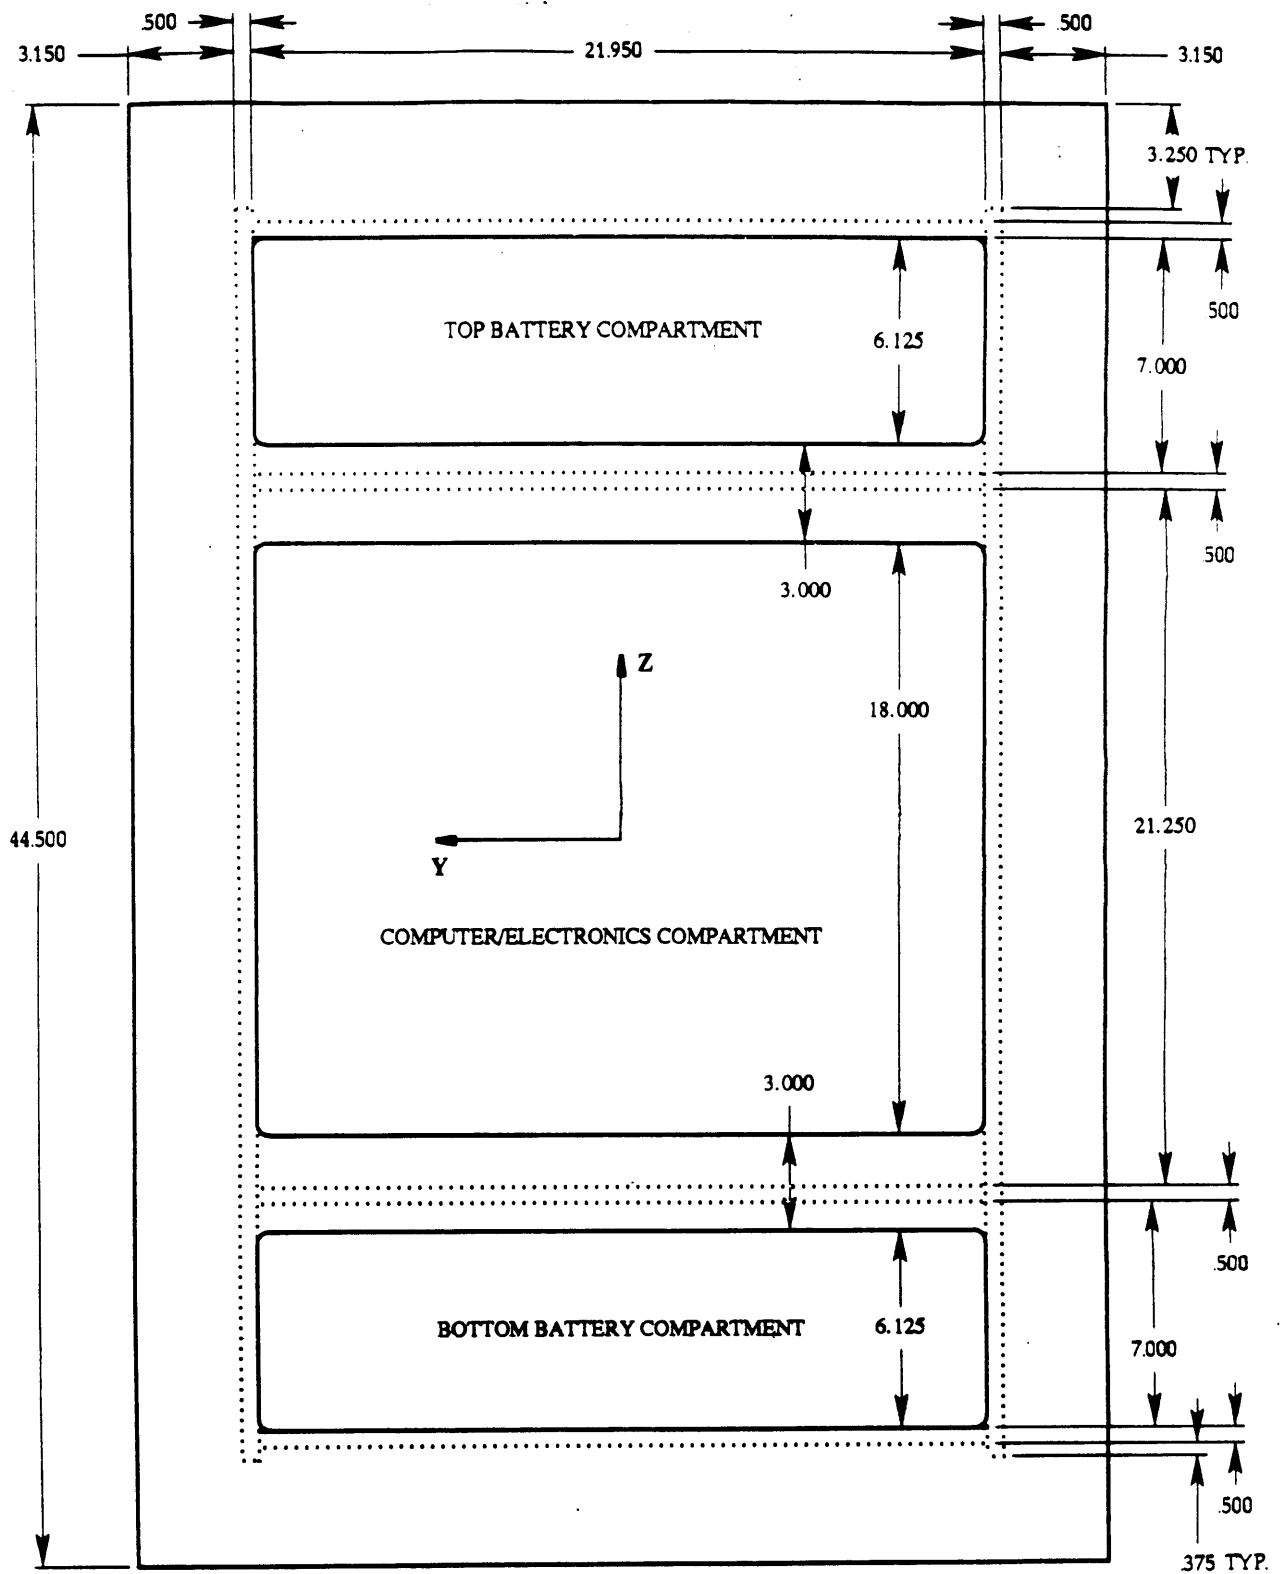 .500
.500
3.150
21.950
3.150
3.250 TYP.
.500
TOP BATTERY COMPARTMENT
6.125
7.000
.500
3.000
Z
18.000
21.250
44.500
Y
COMPUTER/ELECTRONICS COMPARTMENT
3.000
.500
BOTTOM BATTERY COMPARTMENT
6.125
7.000
.500
.375 TYP.